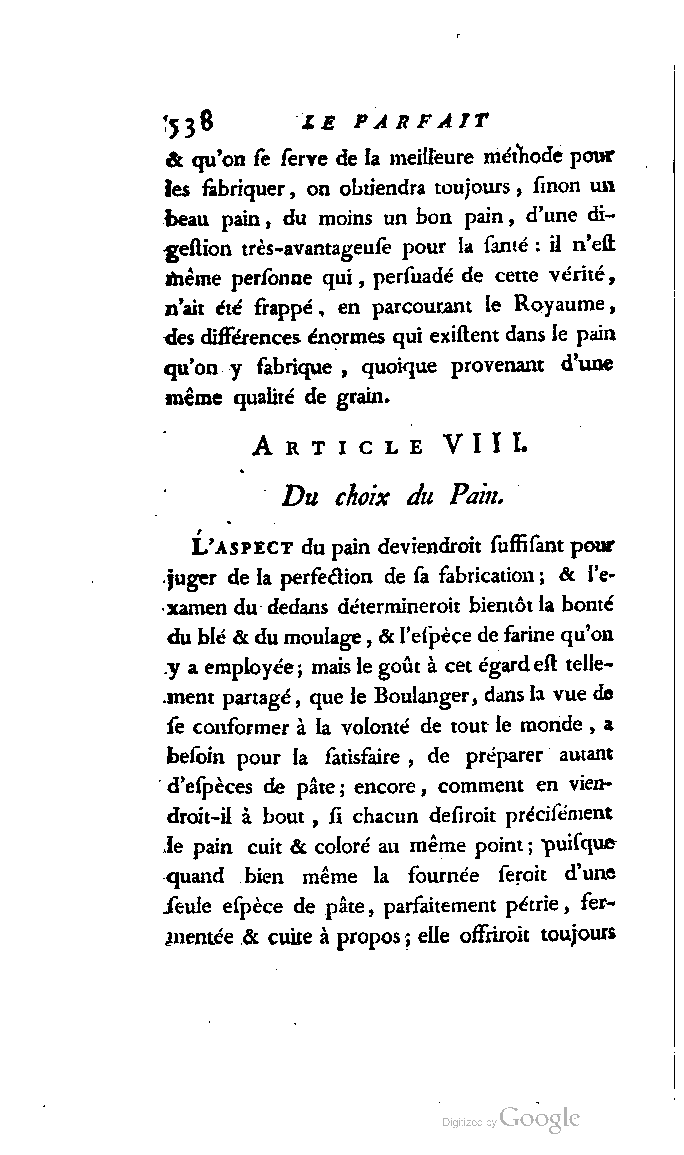 538 LE PARFAIT
& qu'on ſe ſerve de la meilleure méthode pour
les fabriquer, on obtiendra toujours, ſinon un
beau pain, du moins un bon pain, d'une di-
geſtion très-avantageuſe pour la ſanté : il n'eſt
même perſonne qui, perſuadé de cette vérité,
n'ait été frappé, en parcourant le Royaume,
des différences énormes qui exiſtent dans le pain
qu'on y fabrique, quoique provenant d'une
même qualité de grain.
ARTICLE VIII.
Du choix du Pain.
L'ASPECT du pain deviendroit ſuffiſant pour
juger de la perfection de ſa fabrication ; & l'e-
xamen du dedans détermineroit bientôt la bonté
du blé & du moulage, & l'eſpèce de farine qu'on
y a employée ; mais le goût à cet égard eſt telle-
ment partagé, que le Boulanger, dans la vue de
ſe conformer à la volonté de tout le monde, a
beſoin pour la ſatisfaire, de préparer autant
d'eſpèces de pâte ; encore, comment en vien-
droit-il à bout, ſi chacun deſiroit préciſément
le pain cuit & coloré au même point ; puiſque
quand bien même la fournée ſeroit d'une
ſeule eſpèce de pâte, parfaitement pétrie, fer-
mentée & cuite à propos ; elle offriroit toujours
Digitized by Google